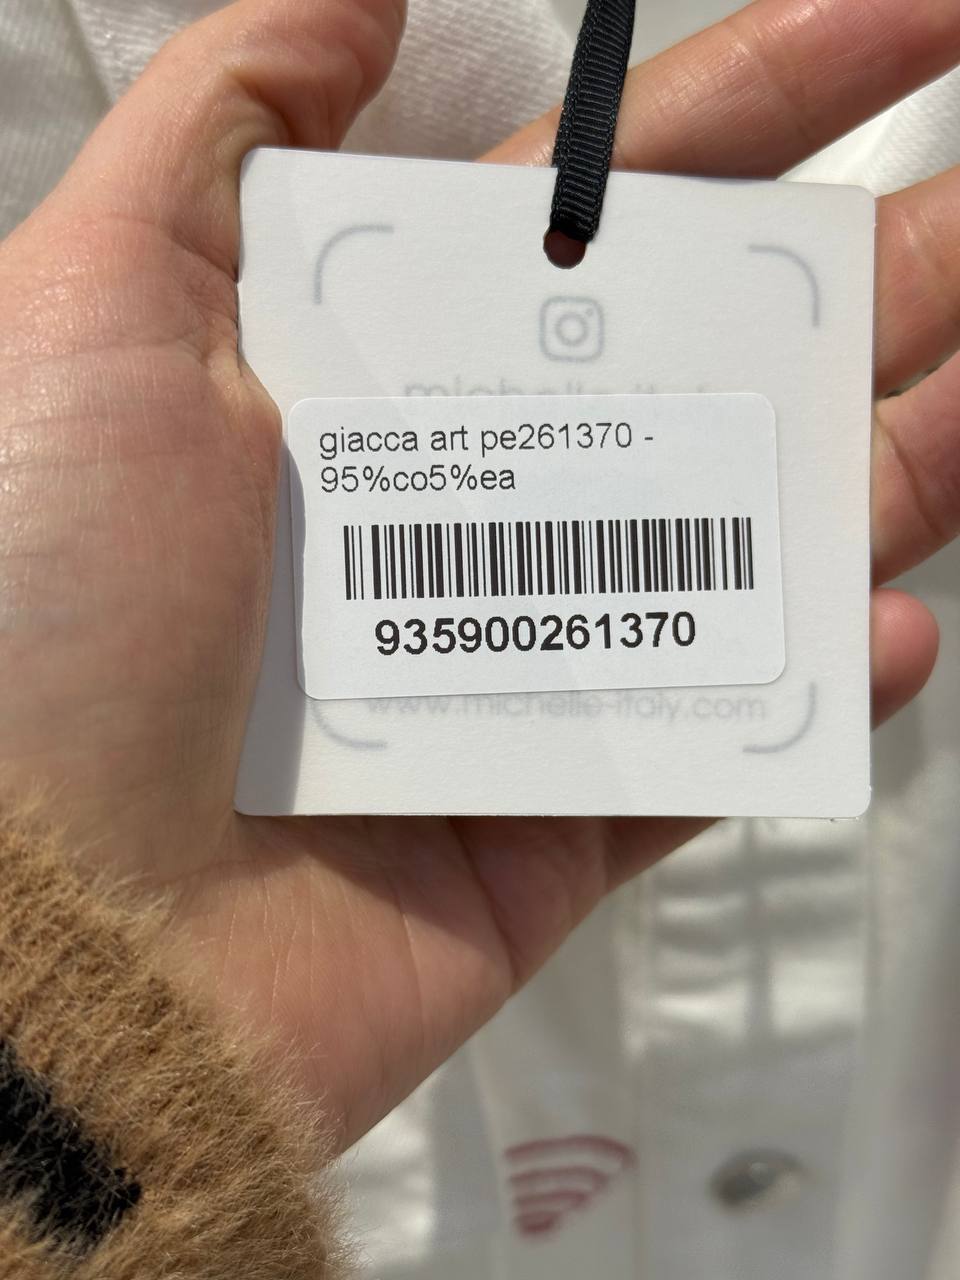 giacca art pe261370 -
95%co5%ea
935900261370
www.michelle-italy.com